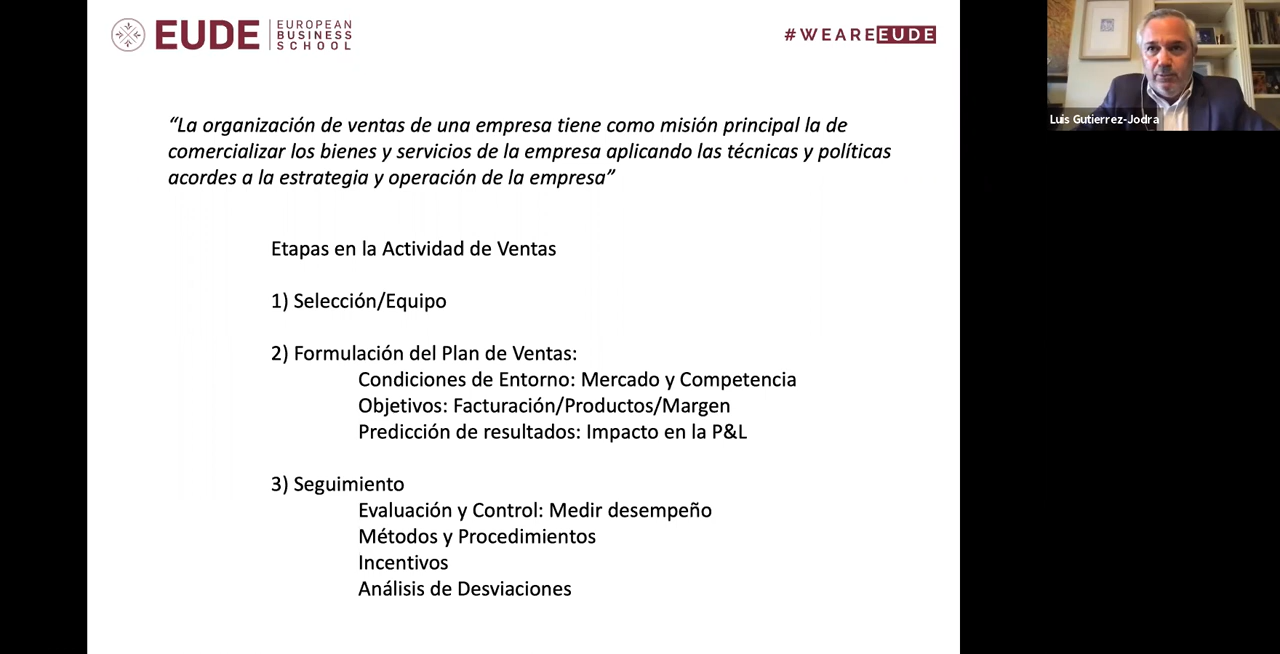 EUDE
EUROPEAN
BUSINESS
SCHOOL
#WEAREEUDE
Luis Gutierrez-Jodra
“La organización de ventas de una empresa tiene como misión principal la de
comercializar los bienes y servicios de la empresa aplicando las técnicas y políticas
acordes a la estrategia y operación de la empresa”
Etapas en la Actividad de Ventas
1) Selección/Equipo
2) Formulación del Plan de Ventas:
Condiciones de Entorno: Mercado y Competencia
Objetivos: Facturación/Productos/Margen
Predicción de resultados: Impacto en la P&L
3) Seguimiento
Evaluación y Control: Medir desempeño
Métodos y Procedimientos
Incentivos
Análisis de Desviaciones